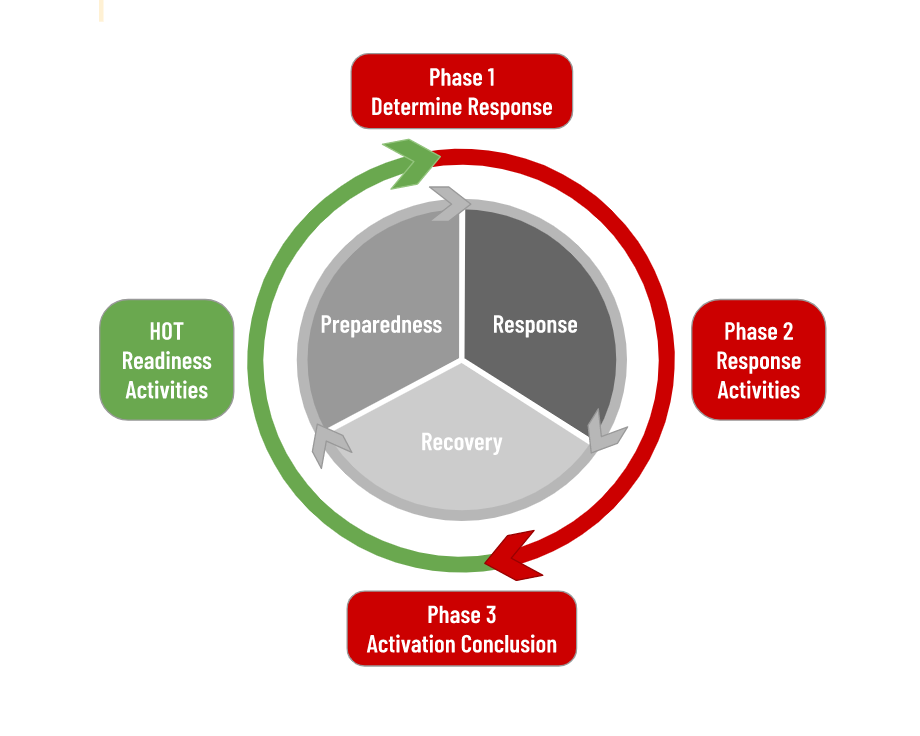 Phase 1
Determine Response
Preparedness
Response
HOT
Readiness
Activities
Phase 2
Response
Activities
Recovery
Phase 3
Activation Conclusion